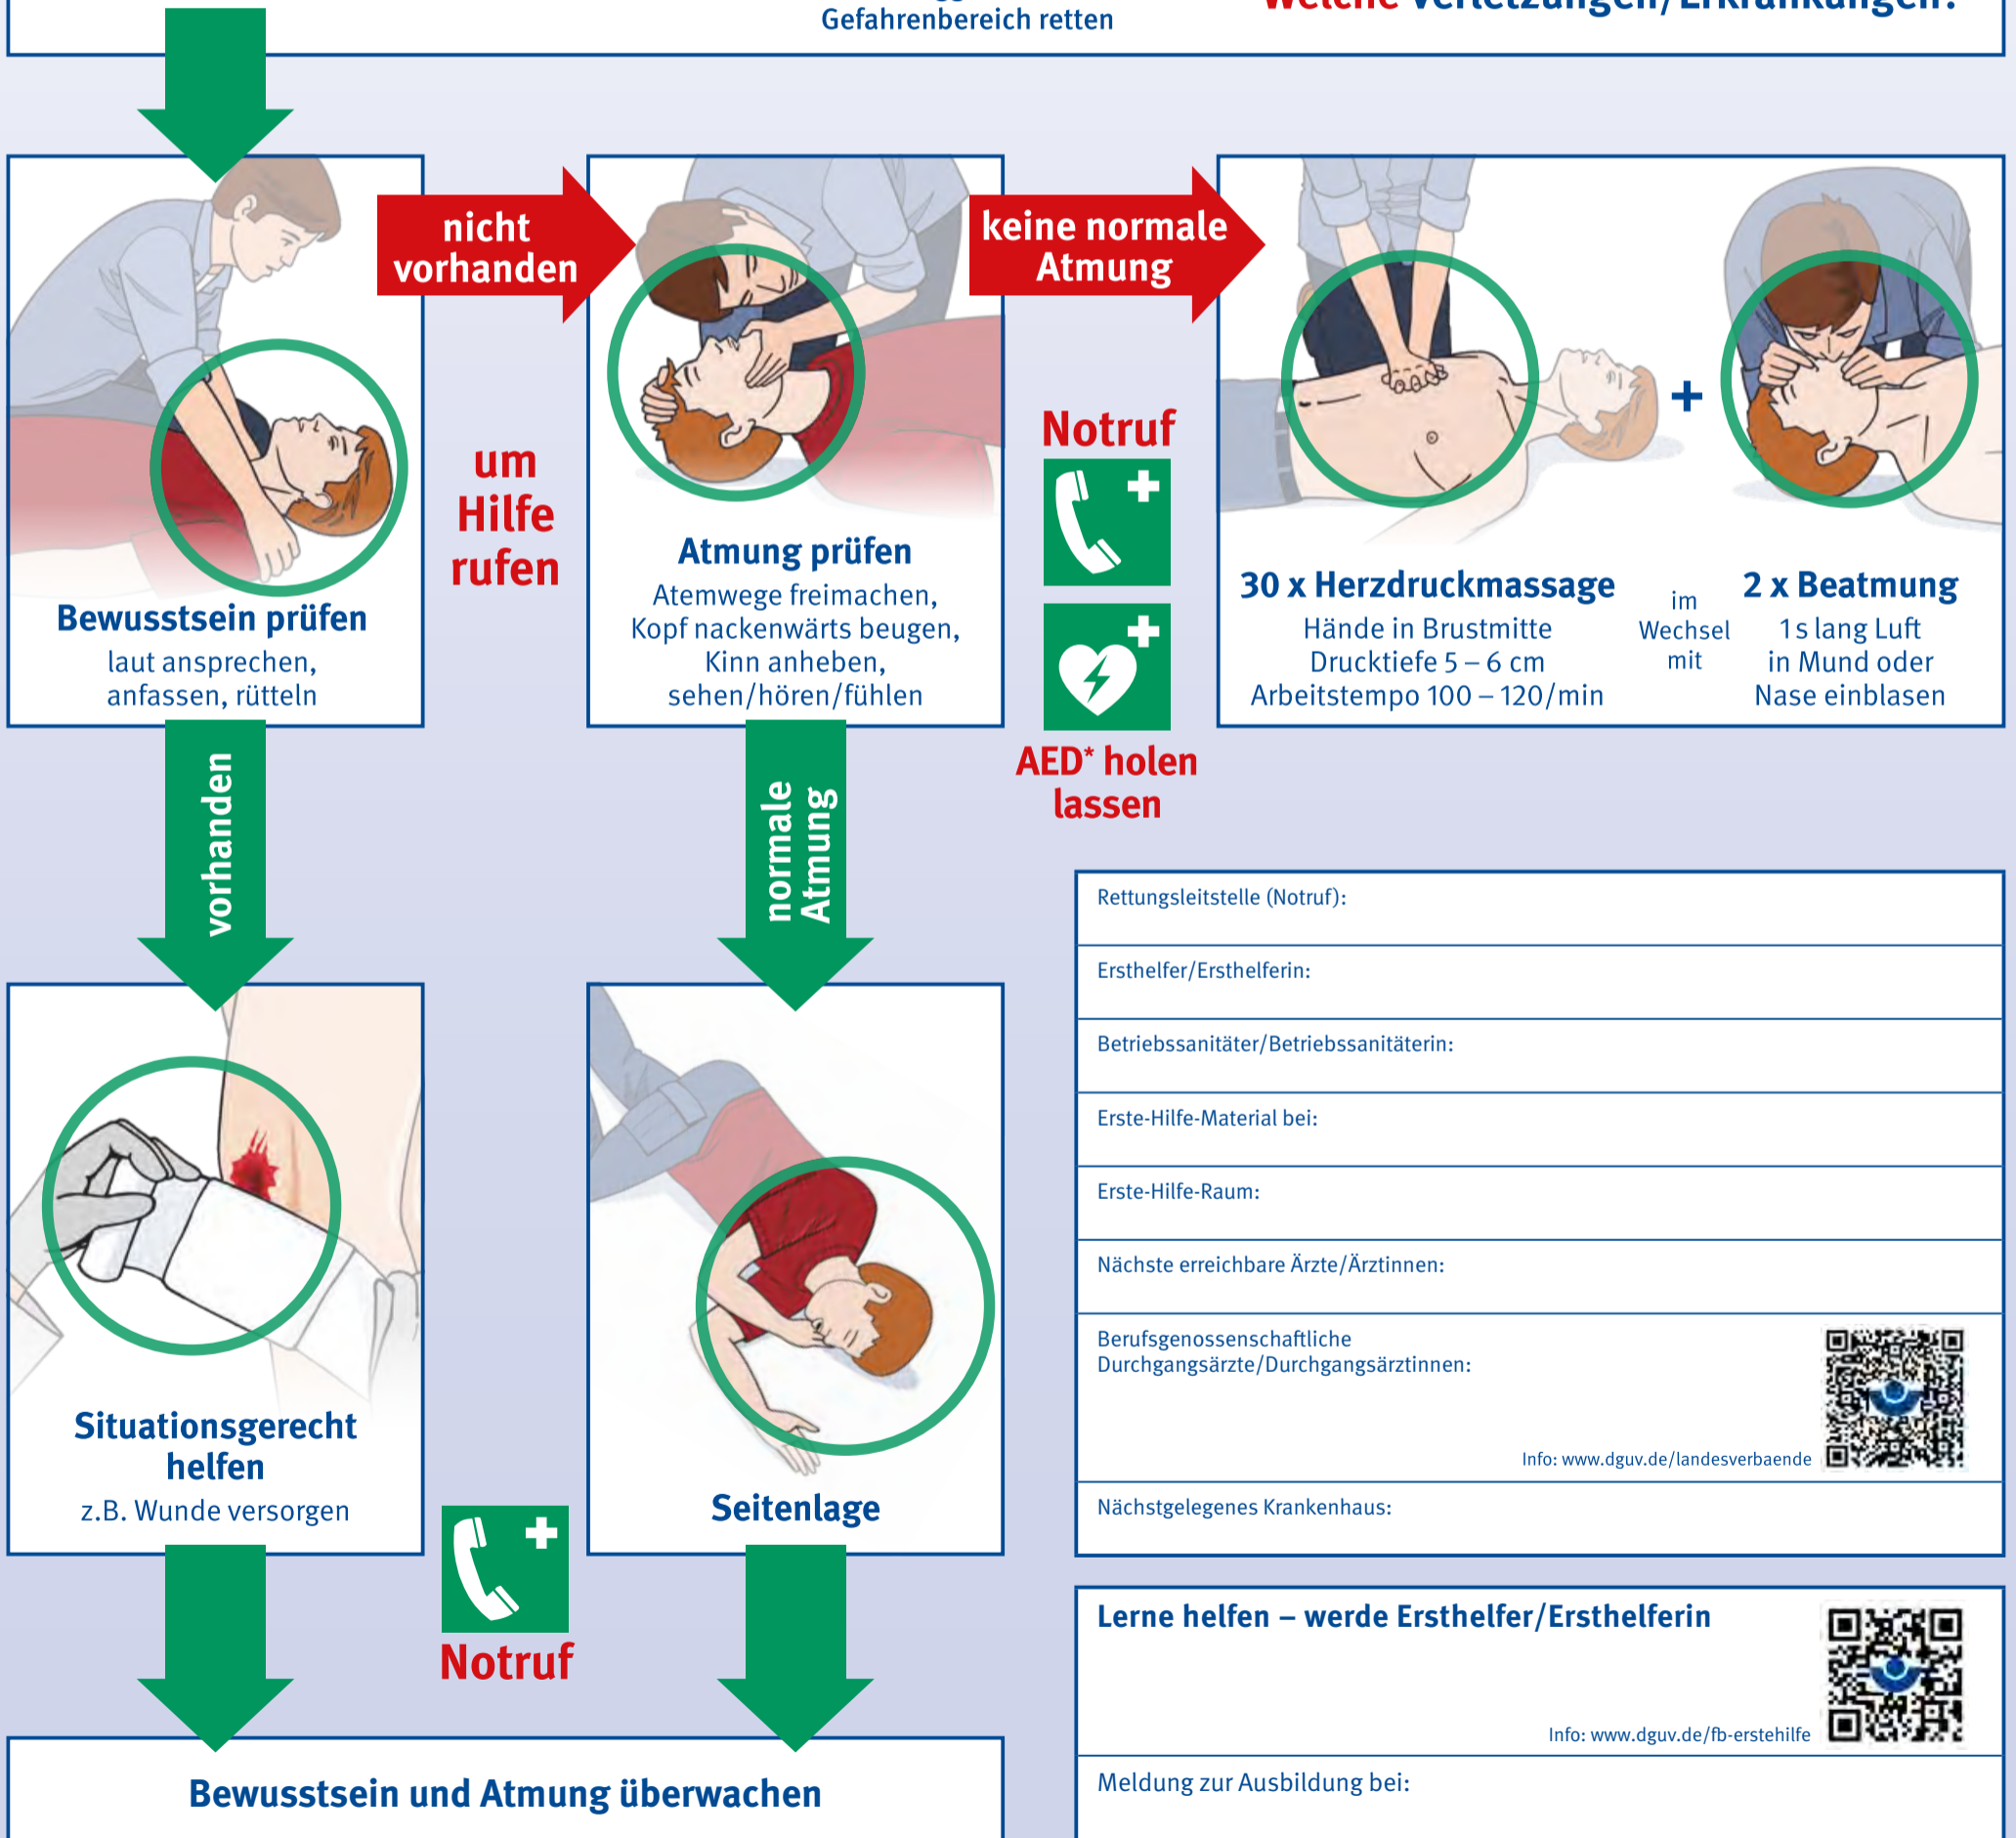 Gefahrenbereich retten
Welche Verletzungen/Erkrankungen?
nicht
vorhanden
keine normale
Atmung
um
Hilfe
rufen
Notruf
Bewusstsein prüfen
laut ansprechen,
anfassen, rütteln
Atmung prüfen
Atemwege freimachen,
Kopf nackenwärts beugen,
Kinn anheben,
sehen/hören/fühlen
AED* holen
lassen
+
30 x Herzdruckmassage
Hände in Brustmitte
Drucktiefe 5 – 6 cm
Arbeitstempo 100 – 120/min
im
Wechsel
mit
2 x Beatmung
1 s lang Luft
in Mund oder
Nase einblasen
vorhanden
normale
Atmung
Situationsgerecht
helfen
z.B. Wunde versorgen
Seitenlage
Notruf
Bewusstsein und Atmung überwachen
Rettungsleitstelle (Notruf):
Ersthelfer/Ersthelferin:
Betriebssanitäter/Betriebssanitäterin:
Erste-Hilfe-Material bei:
Erste-Hilfe-Raum:
Nächste erreichbare Ärzte/Ärztinnen:
Berufsgenossenschaftliche
Durchgangsärzte/Durchgangsärztinnen:
Info: www.dguv.de/landesverbaende
Nächstgelegenes Krankenhaus:
Lerne helfen – werde Ersthelfer/Ersthelferin
Info: www.dguv.de/fb-erstehilfe
Meldung zur Ausbildung bei: